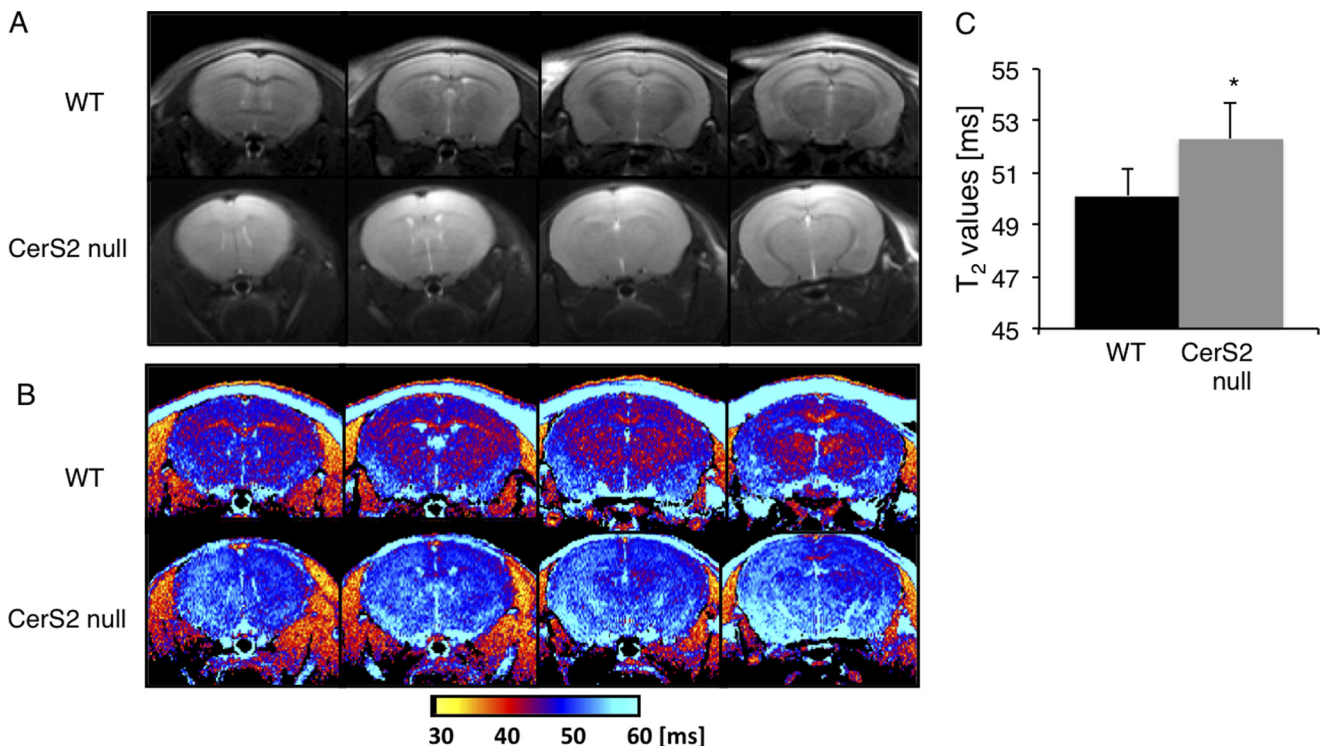 A
WT
CerS2 null
B
WT
CerS2 null
30 40 50 60 [ms]
C
T2 values [ms]
55
53
51
49
47
45
*
WT
CerS2
null